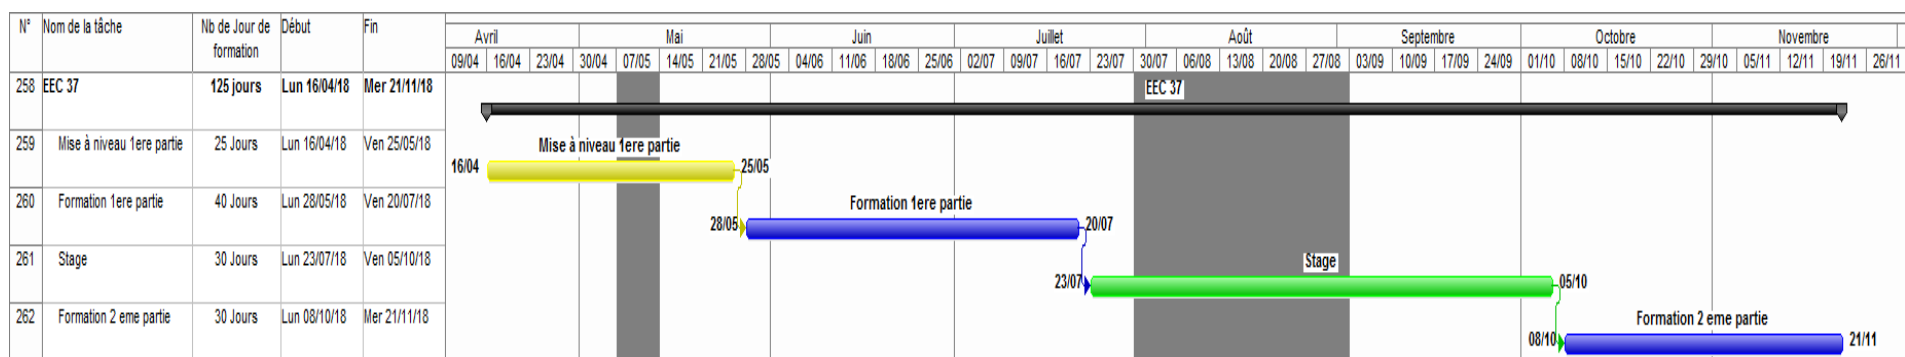 N° Nom de la tâche Nb de Jour de formation Début Fin
Avril Mai Juin Juillet Août Septembre Octobre Novembre
09/04 16/04 23/04 30/04 07/05 14/05 21/05 28/05 04/06 11/06 18/06 25/06 02/07 09/07 16/07 23/07 30/07 06/08 13/08 20/08 27/08 03/09 10/09 17/09 24/09 01/10 08/10 15/10 22/10 29/10 05/11 12/11 19/11 26/11
258 EEC 37 125 jours Lun 16/04/18 Mer 21/11/18
EEC 37
259 Mise à niveau 1ere partie 25 Jours Lun 16/04/18 Ven 25/05/18
Mise à niveau 1ere partie
16/04 25/05
260 Formation 1ere partie 40 Jours Lun 28/05/18 Ven 20/07/18
Formation 1ere partie
28/05 20/07
261 Stage 30 Jours Lun 23/07/18 Ven 05/10/18
Stage
23/07 05/10
262 Formation 2 eme partie 30 Jours Lun 08/10/18 Mer 21/11/18
Formation 2 eme partie
08/10 21/11